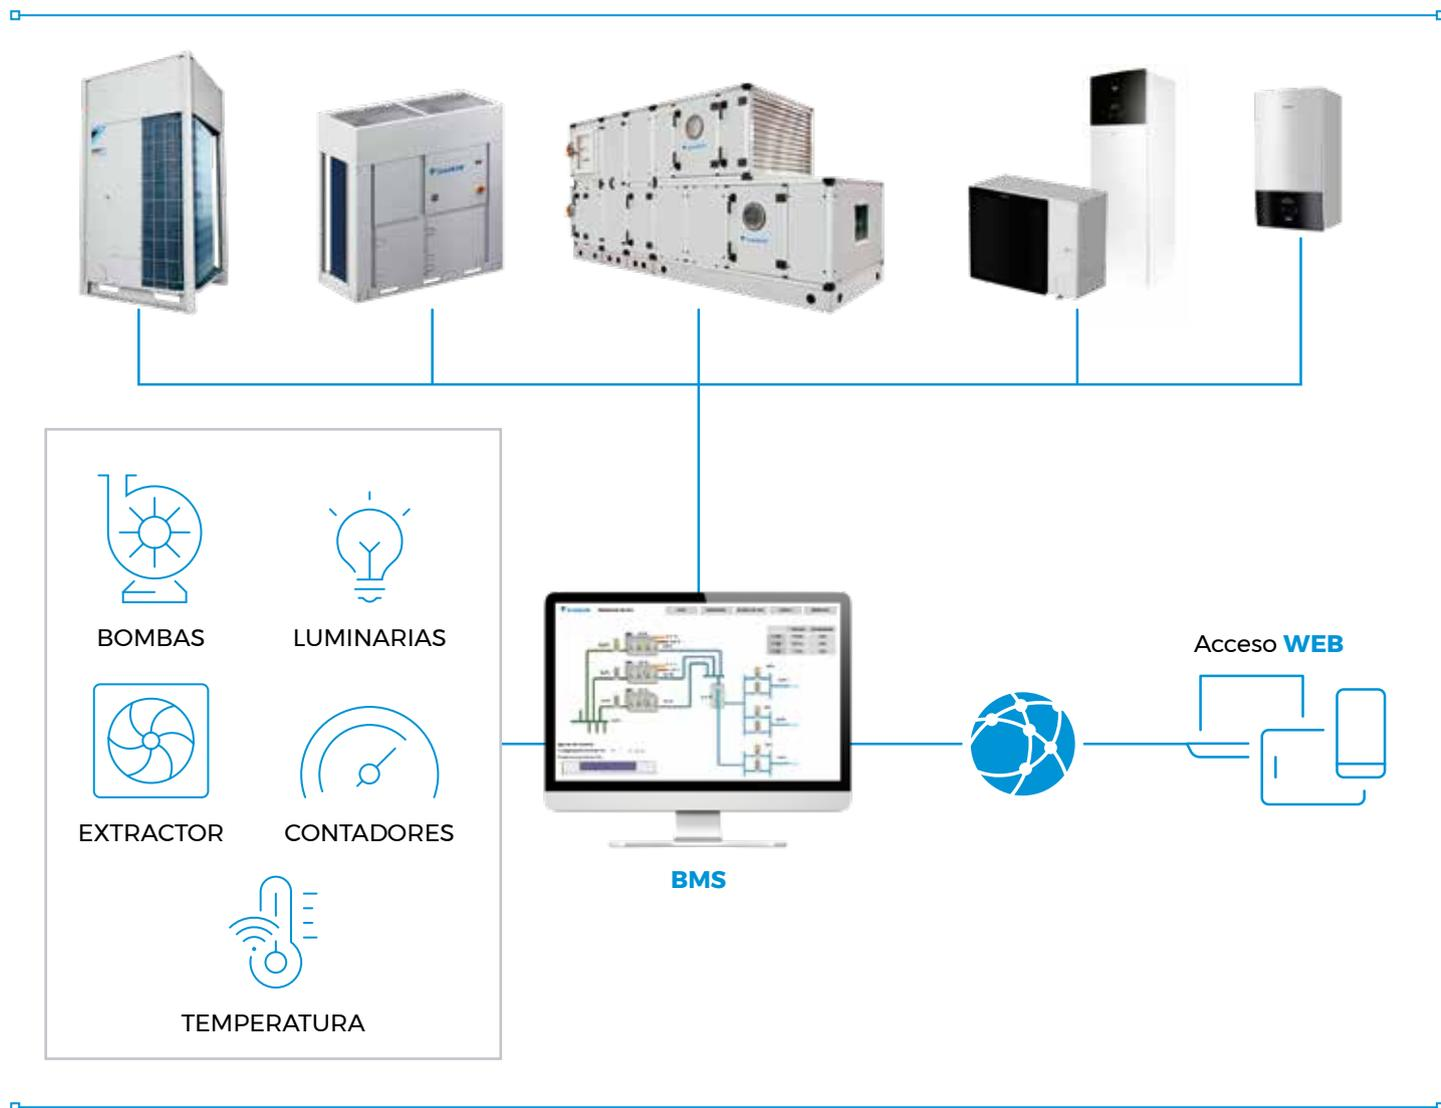 BOMBAS
LUMINARIAS
EXTRACTOR
CONTADORES
TEMPERATURA
BMS
Acceso WEB